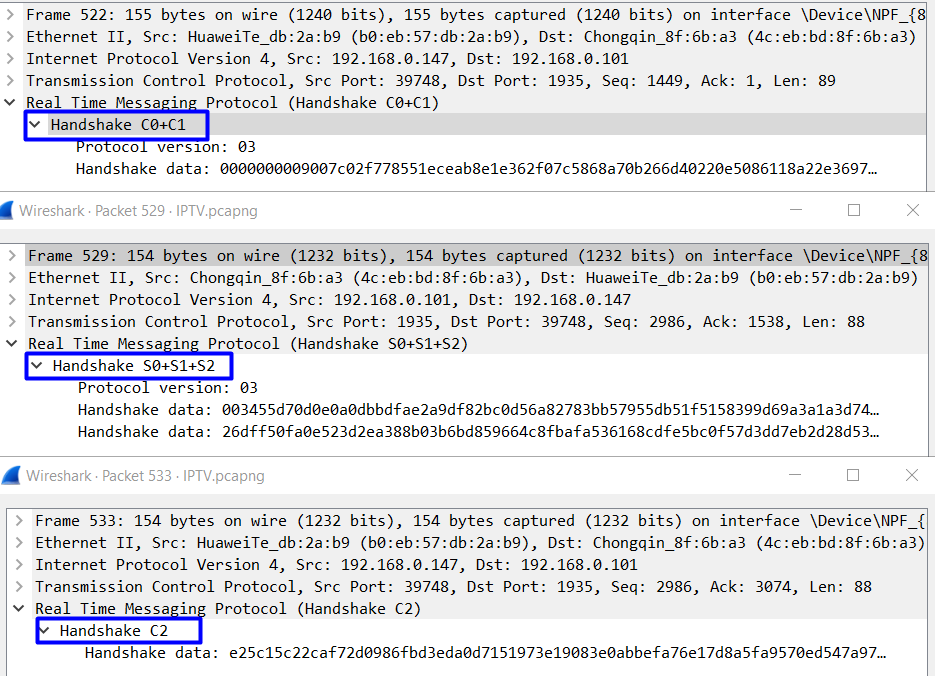 Frame 522: 155 bytes on wire (1240 bits), 155 bytes captured (1240 bits) on interface \Device\NPF_{8
Ethernet II, Src: HuaweiTe_db:2a:b9 (b0:eb:57:db:2a:b9), Dst: Chongqin_8f:6b:a3 (4c:eb:bd:8f:6b:a3)
Internet Protocol Version 4, Src: 192.168.0.147, Dst: 192.168.0.101
Transmission Control Protocol, Src Port: 39748, Dst Port: 1935, Seq: 1449, Ack: 1, Len: 89
Real Time Messaging Protocol (Handshake C0+C1)
Handshake C0+C1
Protocol version: 03
Handshake data: 0000000009007c02f778551eceab8e1e362f07c5868a70b266d40220e5086118a22e3697…
Wireshark · Packet 529 · IPTV.pcapng
Frame 529: 154 bytes on wire (1232 bits), 154 bytes captured (1232 bits) on interface \Device\NPF_{8
Ethernet II, Src: Chongqin_8f:6b:a3 (4c:eb:bd:8f:6b:a3), Dst: HuaweiTe_db:2a:b9 (b0:eb:57:db:2a:b9)
Internet Protocol Version 4, Src: 192.168.0.101, Dst: 192.168.0.147
Transmission Control Protocol, Src Port: 1935, Dst Port: 39748, Seq: 2986, Ack: 1538, Len: 88
Real Time Messaging Protocol (Handshake S0+S1+S2)
Handshake S0+S1+S2
Protocol version: 03
Handshake data: 003455d70d0e0a0dbbdfae2a9df82bc0d56a82783bb57955db51f5158399d69a3a1a3d74…
Handshake data: 26dff50fa0e523d2ea388b03b6bd859664c8fbafa536168cdfe5bc0f57d3dd7eb2d28d53…
Wireshark · Packet 533 · IPTV.pcapng
Frame 533: 154 bytes on wire (1232 bits), 154 bytes captured (1232 bits) on interface \Device\NPF_{
Ethernet II, Src: HuaweiTe_db:2a:b9 (b0:eb:57:db:2a:b9), Dst: Chongqin_8f:6b:a3 (4c:eb:bd:8f:6b:a3)
Internet Protocol Version 4, Src: 192.168.0.147, Dst: 192.168.0.101
Transmission Control Protocol, Src Port: 39748, Dst Port: 1935, Seq: 2986, Ack: 3074, Len: 88
Real Time Messaging Protocol (Handshake C2)
Handshake C2
Handshake data: e25c15c22caf72d0986fbd3eda0d7151973e19083e0abbefa76e17d8a5fa9570ed547a97…